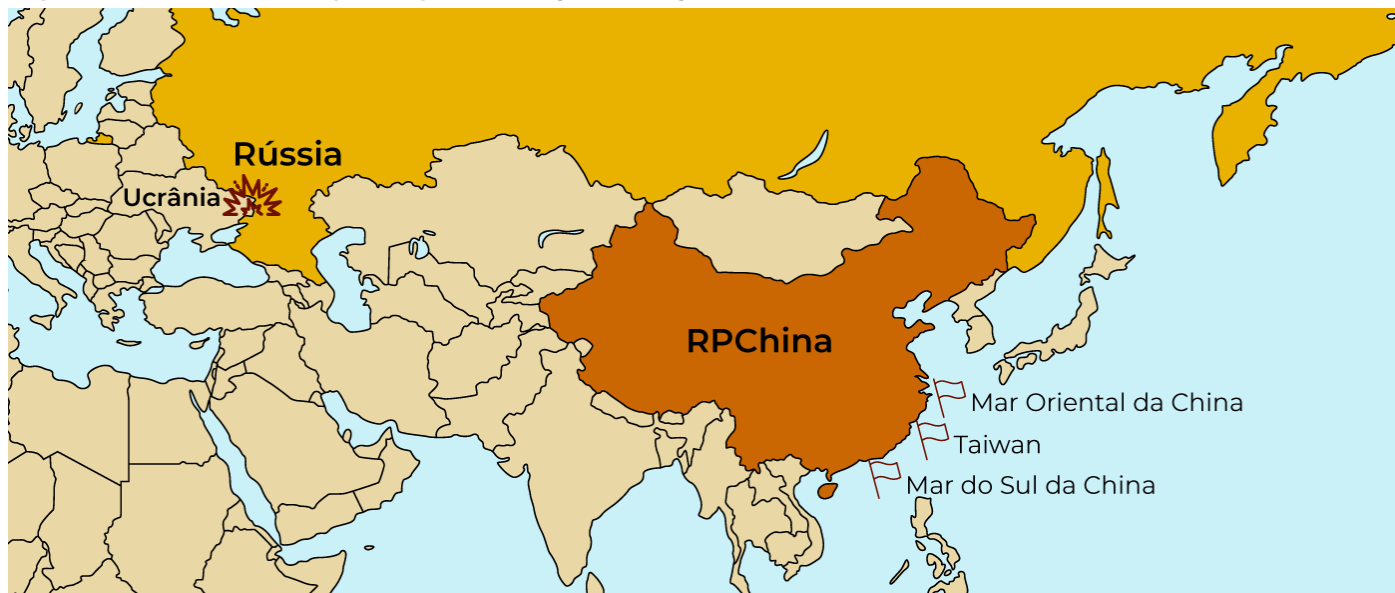 Rússia
Ucrânia
RPChina
Mar Oriental da China
Taiwan
Mar do Sul da China